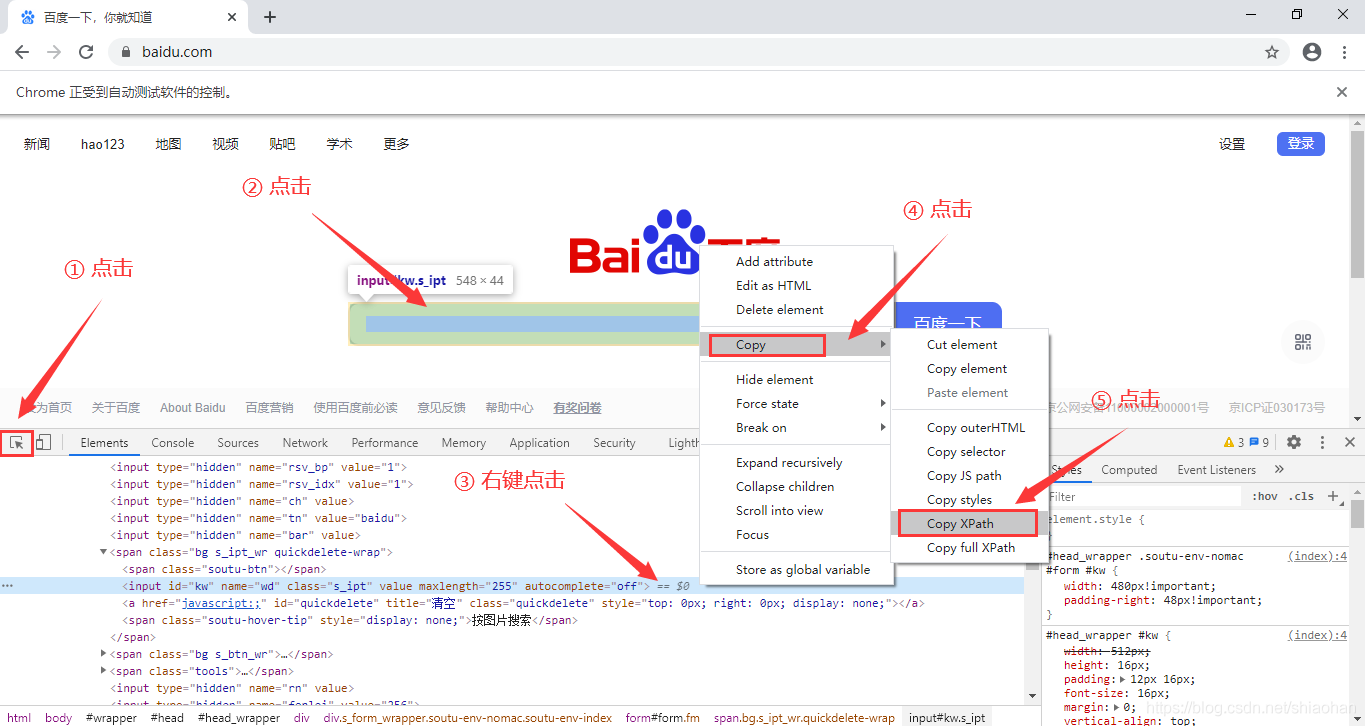 百度一下，你就知道
baidu.com
Chrome 正受到自动测试软件的控制。
新闻 hao123 地图 视频 贴吧 学术 更多 设置 登录
② 点击
④ 点击
① 点击
Bai du
input#kw.s_ipt 548 × 44
百度一下
Add attribute
Edit as HTML
Delete element
Copy
Hide element
Force state
Break on
Expand recursively
Collapse children
Scroll into view
Focus
Store as global variable
Cut element
Copy element
Paste element
Copy outerHTML
Copy selector
Copy JS path
Copy styles
Copy XPath
Copy full XPath
⑤ 点击
为首页 关于百度 About Baidu 百度营销 使用百度前必读 意见反馈 帮助中心 有奖问卷 京公网安备11000002000001号 京ICP证030173号
Elements Console Sources Network Performance Memory Application Security Lighth 3 9
③ 右键点击
<input type="hidden" name="rsv_bp" value="1">
<input type="hidden" name="rsv_idx" value="1">
<input type="hidden" name="ch" value>
<input type="hidden" name="tn" value="baidu">
<input type="hidden" name="bar" value>
<span class="bg s_ipt_wr quickdelete-wrap">
<span class="soutu-btn"></span>
<input id="kw" name="wd" class="s_ipt" value maxlength="255" autocomplete="off"> == $0
<a href="javascript:;" id="quickdelete" title="清空" class="quickdelete" style="top: 0px; right: 0px; display: none;"></a>
<span class="soutu-hover-tip" style="display: none;">按图片搜索</span>
</span>
<span class="bg s_btn_wr">…</span>
<span class="tools">…</span>
<input type="hidden" name="rn" value>
Styles Computed Event Listeners
Filter :hov .cls
element.style {
}
#head_wrapper .soutu-env-nomac (index):4
#form #kw {
width: 480px!important;
padding-right: 48px!important;
}
#head_wrapper #kw { (index):4
width: 512px;
height: 16px;
padding: 12px 16px;
font-size: 16px;
margin: 0;
vertical-align: top;
html body #wrapper #head #head_wrapper div div.s_form_wrapper.soutu-env-nomac.soutu-env-index form#form.fm span.bg.s_ipt_wr.quickdelete-wrap input#kw.s_ipt
https://blog.csdn.net/shiaohan